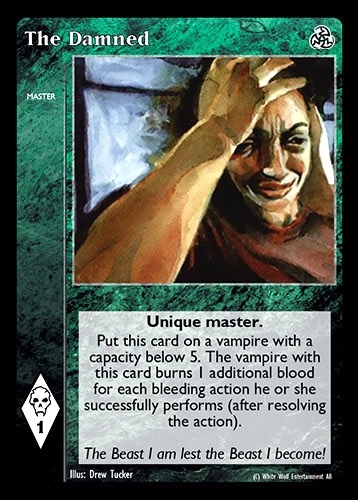 The Damned
MASTER
Unique master.
Put this card on a vampire with a
capacity below 5. The vampire with
this card burns 1 additional blood
for each bleeding action he or she
successfully performs (after resolving
the action).
The Beast I am lest the Beast I become!
1
Illus: Drew Tucker
(C) White Wolf Entertainment AB